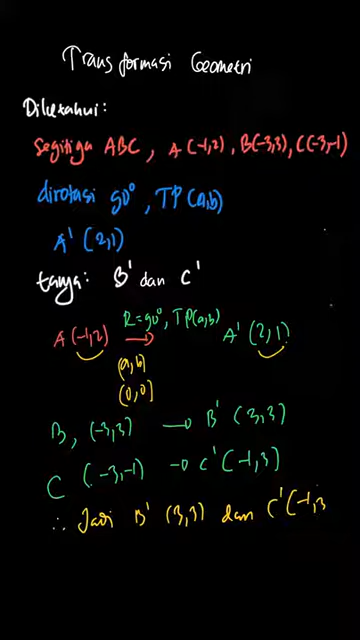 Transformasi Geometri
Diketahui:
Segitiga ABC, A(-1,2), B(-3,3), C(-3,-1)
dirotasi 90°, TP(a,b)
A' (2,1)
tanya: B' dan C'
A(-1,2) R=90°, TP(a,b) → A'(2,1)
(a,b)
(0,0)
B, (-3,3) → B' (3,3)
C (-3,-1) → C' (-1,3)
∴ Jadi B' (3,3) dan C' (-1,3